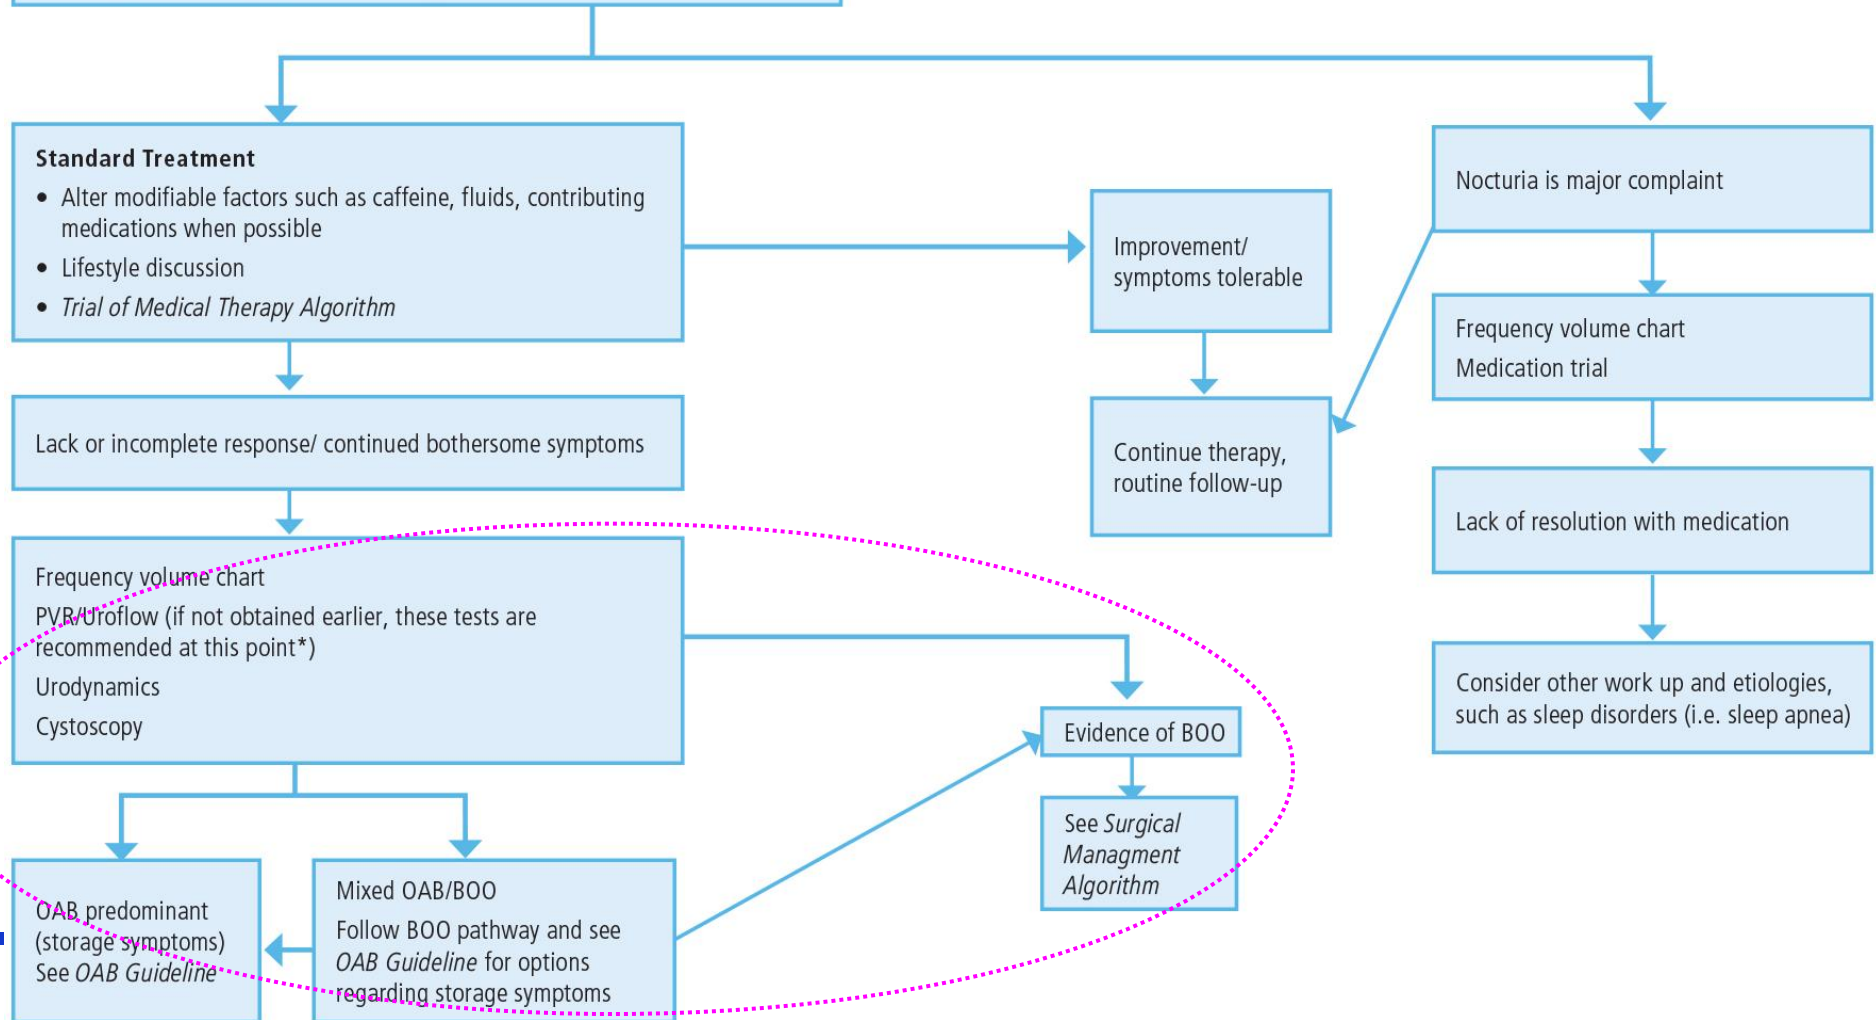 Standard Treatment
• Alter modifiable factors such as caffeine, fluids, contributing
medications when possible
• Lifestyle discussion
• Trial of Medical Therapy Algorithm
Lack or incomplete response/ continued bothersome symptoms
Frequency volume chart
PVR/Uroflow (if not obtained earlier, these tests are
recommended at this point*)
Urodynamics
Cystoscopy
OAB predominant
(storage symptoms)
See OAB Guideline
Mixed OAB/BOO
Follow BOO pathway and see
OAB Guideline for options
regarding storage symptoms
Improvement/
symptoms tolerable
Continue therapy,
routine follow-up
Evidence of BOO
See Surgical
Managment
Algorithm
Nocturia is major complaint
Frequency volume chart
Medication trial
Lack of resolution with medication
Consider other work up and etiologies,
such as sleep disorders (i.e. sleep apnea)